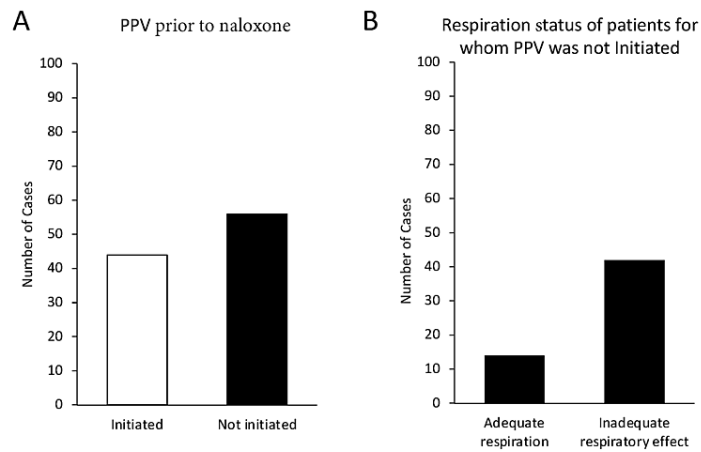 A
PPV prior to naloxone
Number of Cases
100
90
80
70
60
50
40
30
20
10
0
Initiated
Not initiated
B
Respiration status of patients for
whom PPV was not Initiated
Number of Cases
100
90
80
70
60
50
40
30
20
10
0
Adequate
respiration
Inadequate
respiratory effect